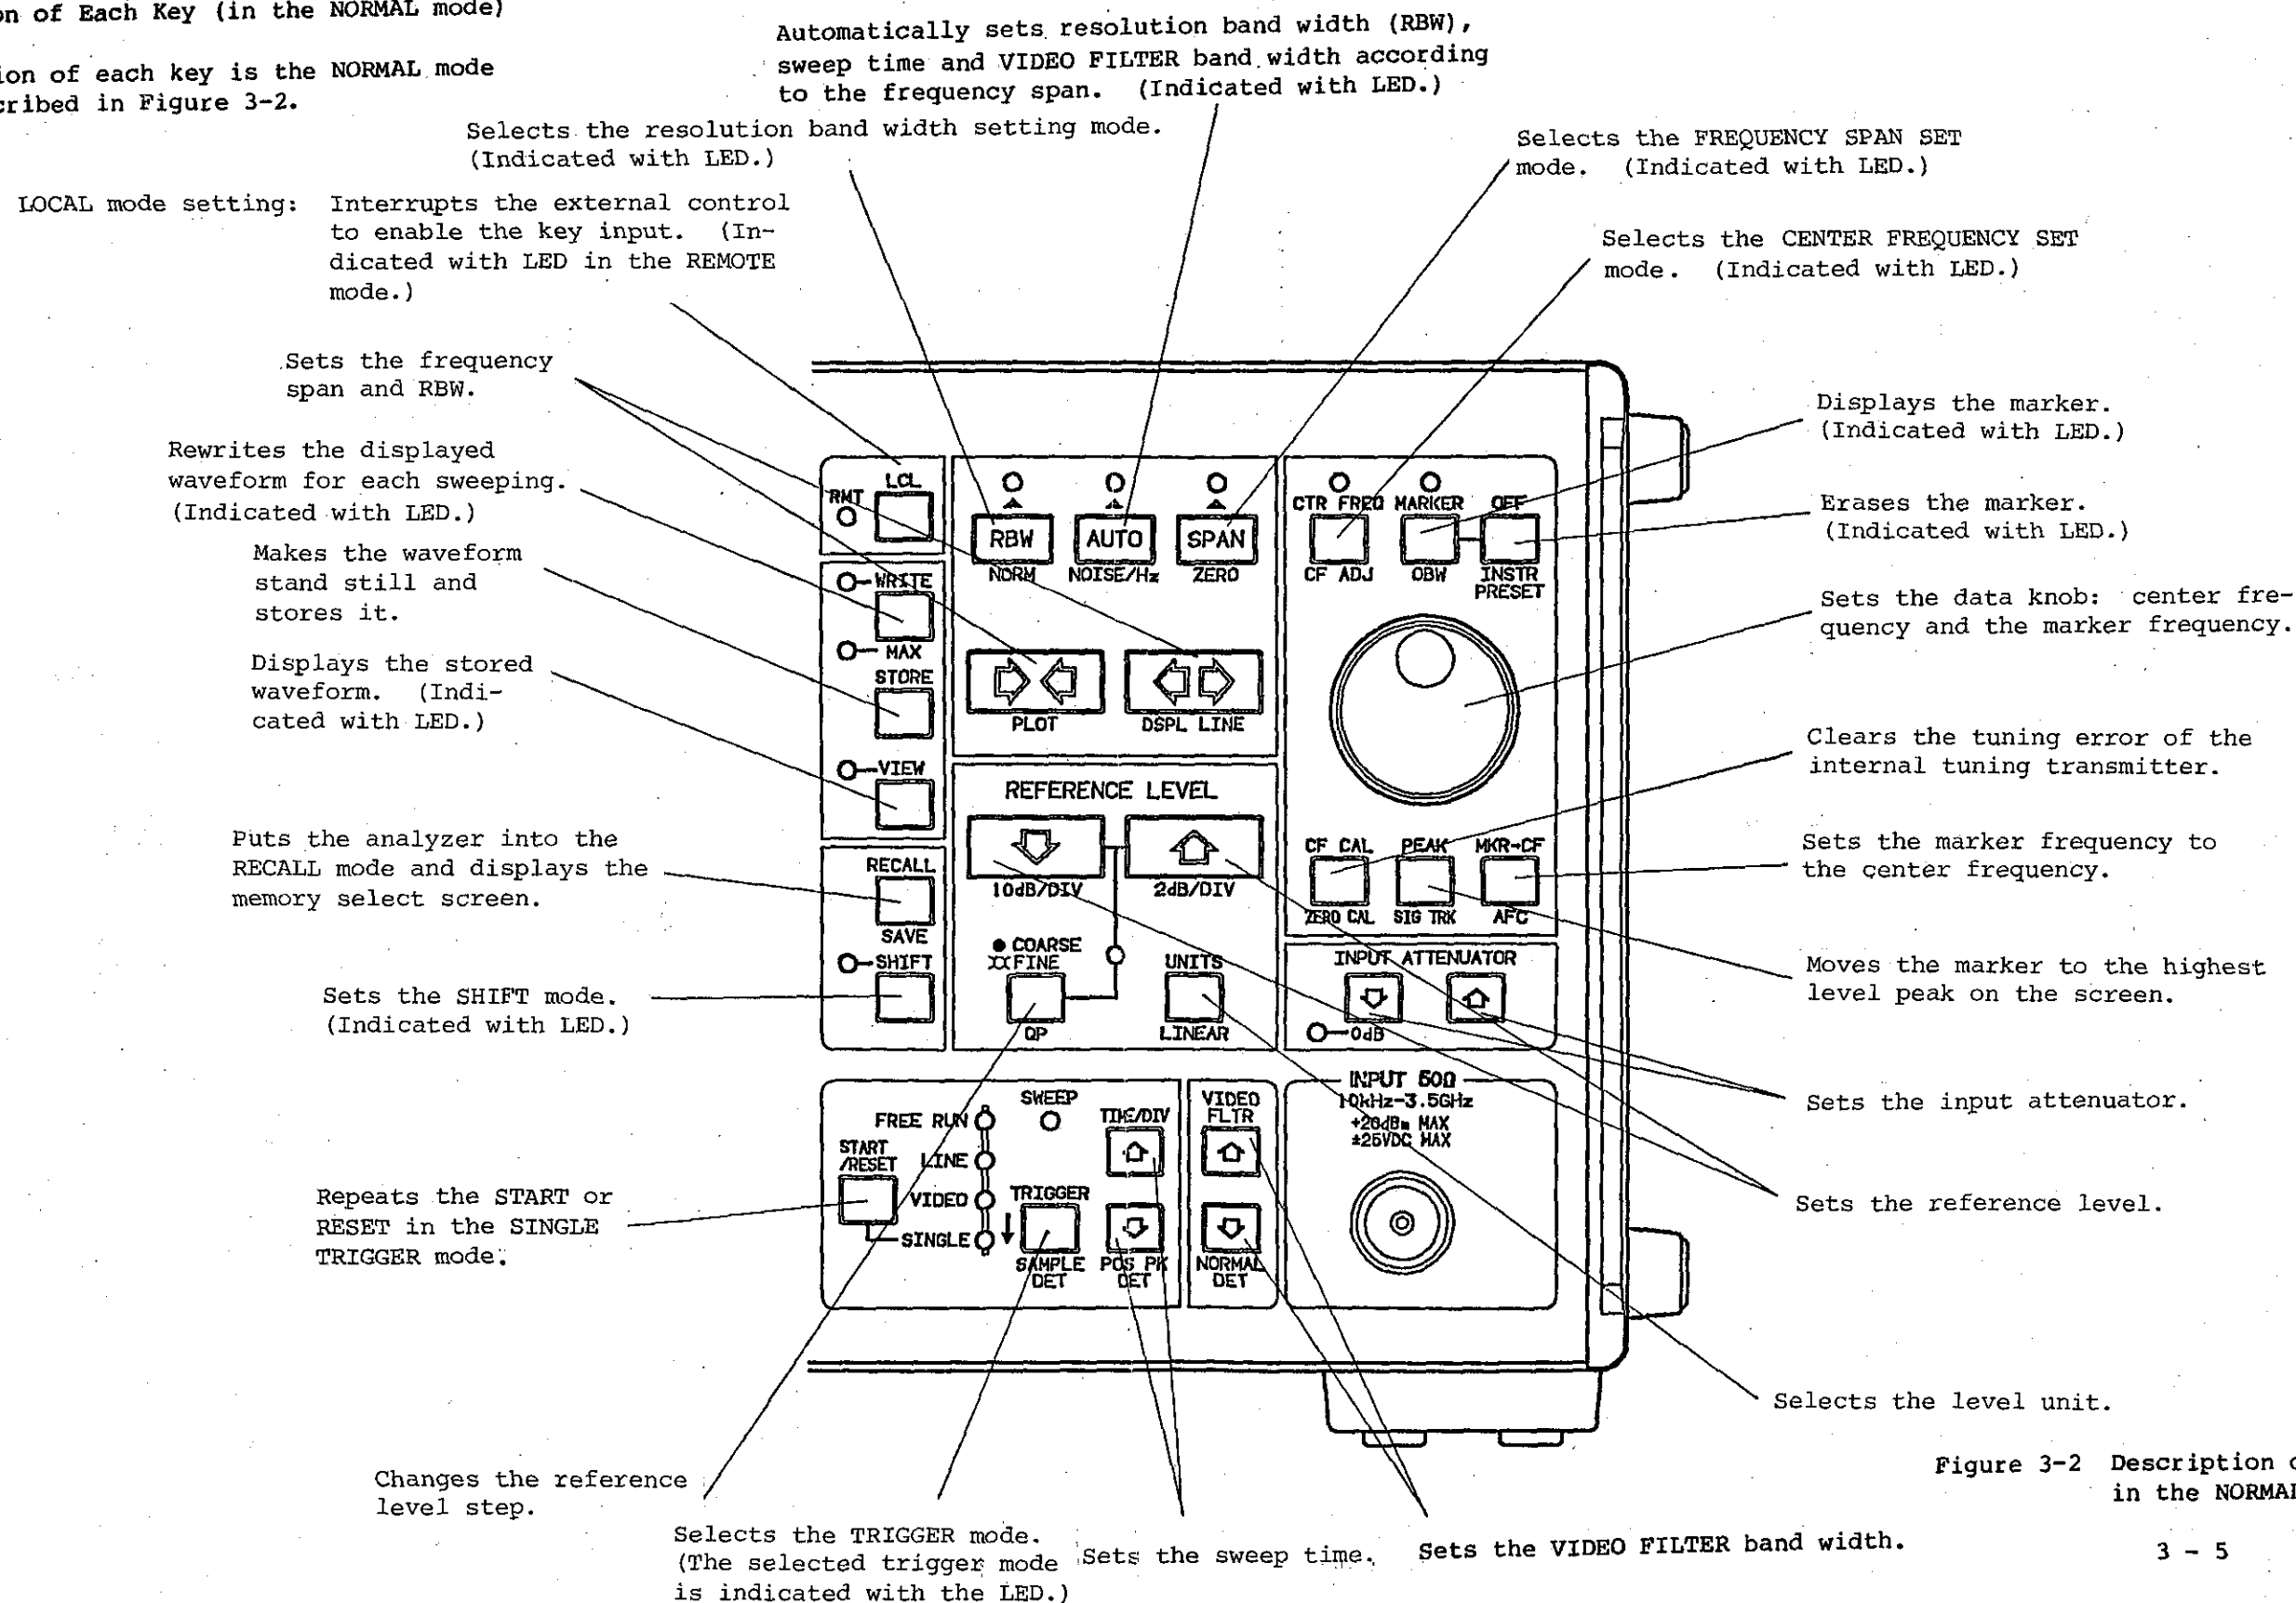 on of Each Key (in the NORMAL mode)
ion of each key is the NORMAL mode
cribed in Figure 3-2.
Automatically sets resolution band width (RBW),
sweep time and VIDEO FILTER band width according
to the frequency span. (Indicated with LED.)
Selects the resolution band width setting mode.
(Indicated with LED.)
Selects the FREQUENCY SPAN SET
mode. (Indicated with LED.)
LOCAL mode setting: Interrupts the external control
to enable the key input. (In-
dicated with LED in the REMOTE
mode.)
Selects the CENTER FREQUENCY SET
mode. (Indicated with LED.)
Sets the frequency
span and RBW.
Rewrites the displayed
waveform for each sweeping.
(Indicated with LED.)
Makes the waveform
stand still and
stores it.
Displays the stored
waveform. (Indi-
cated with LED.)
Puts the analyzer into the
RECALL mode and displays the
memory select screen.
Sets the SHIFT mode.
(Indicated with LED.)
Repeats the START or
RESET in the SINGLE
TRIGGER mode.
LCL
RMT
WRITE
MAX
STORE
VIEW
RECALL
SAVE
SHIFT
RBW AUTO SPAN
NORM NOISE/Hz ZERO
PLOT DSPL LINE
REFERENCE LEVEL
10dB/DIV 2dB/DIV
COARSE
FINE
UNITS
QP LINEAR
CTR FREQ MARKER OFF
CF ADJ OBW INSTR
PRESET
CF CAL PEAK MKR→CF
ZERO CAL SIG TRK AFC
INPUT ATTENUATOR
0dB
FREE RUN
SWEEP
TIME/DIV
VIDEO
FLTR
START
/RESET
LINE
VIDEO
TRIGGER
SINGLE
SAMPLE
DET
POS PK
DET
NORMAL
DET
INPUT 50Ω
10kHz-3.5GHz
+20dBm MAX
±25VDC MAX
Displays the marker.
(Indicated with LED.)
Erases the marker.
(Indicated with LED.)
Sets the data knob: center fre-
quency and the marker frequency.
Clears the tuning error of the
internal tuning transmitter.
Sets the marker frequency to
the center frequency.
Moves the marker to the highest
level peak on the screen.
Sets the input attenuator.
Sets the reference level.
Selects the level unit.
Changes the reference
level step.
Selects the TRIGGER mode.
(The selected trigger mode
is indicated with the LED.)
Sets the sweep time.
Sets the VIDEO FILTER band width.
Figure 3-2 Description
in the NORMAL
3 - 5